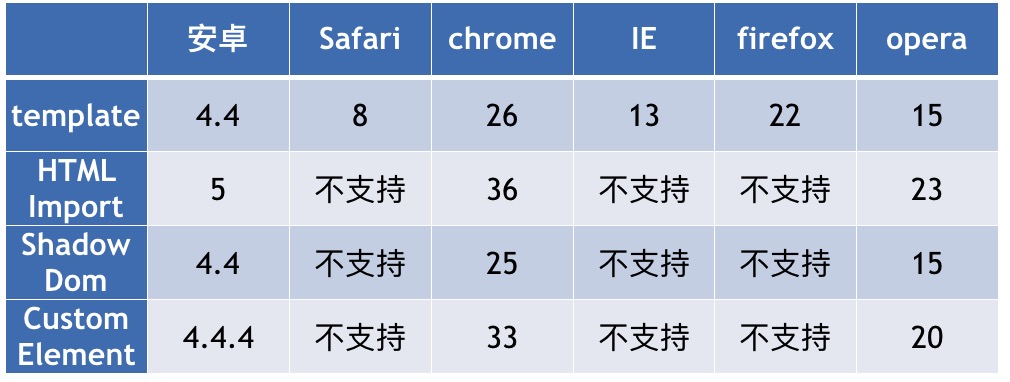 安卓 Safari chrome IE firefox opera
template 4.4 8 26 13 22 15
HTML
Import 5 不支持 36 不支持 不支持 23
Shadow
Dom 4.4 不支持 25 不支持 不支持 15
Custom
Element 4.4.4 不支持 33 不支持 不支持 20